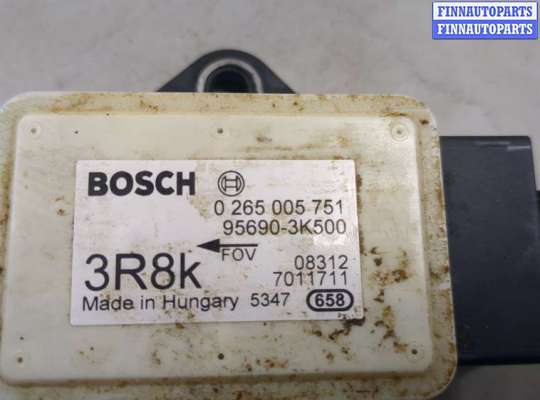 FINNAUTOPARTS
FINNAUTOPARTS
BOSCH
0 265 005 751
95690-3K500
FOV
3R8k
08312
7011711
Made in Hungary 5347 658